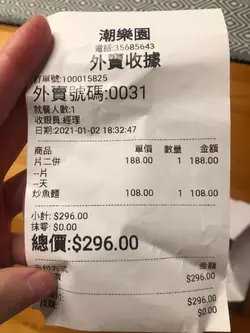 潮樂園
電話:35685643
外賣收據
訂單號:100015825
外賣號碼:0031
就餐人數:1
收銀員:經理
日期:2021-01-02 18:32:47
商品 單價 數量 金額
片二併 188.00 1 188.00
--片
--天
炒魚麵 108.00 1 108.00
小計: $296.00
抹零: $0.00
總價:$296.00
金額
$296.00
$296.00
$0.00